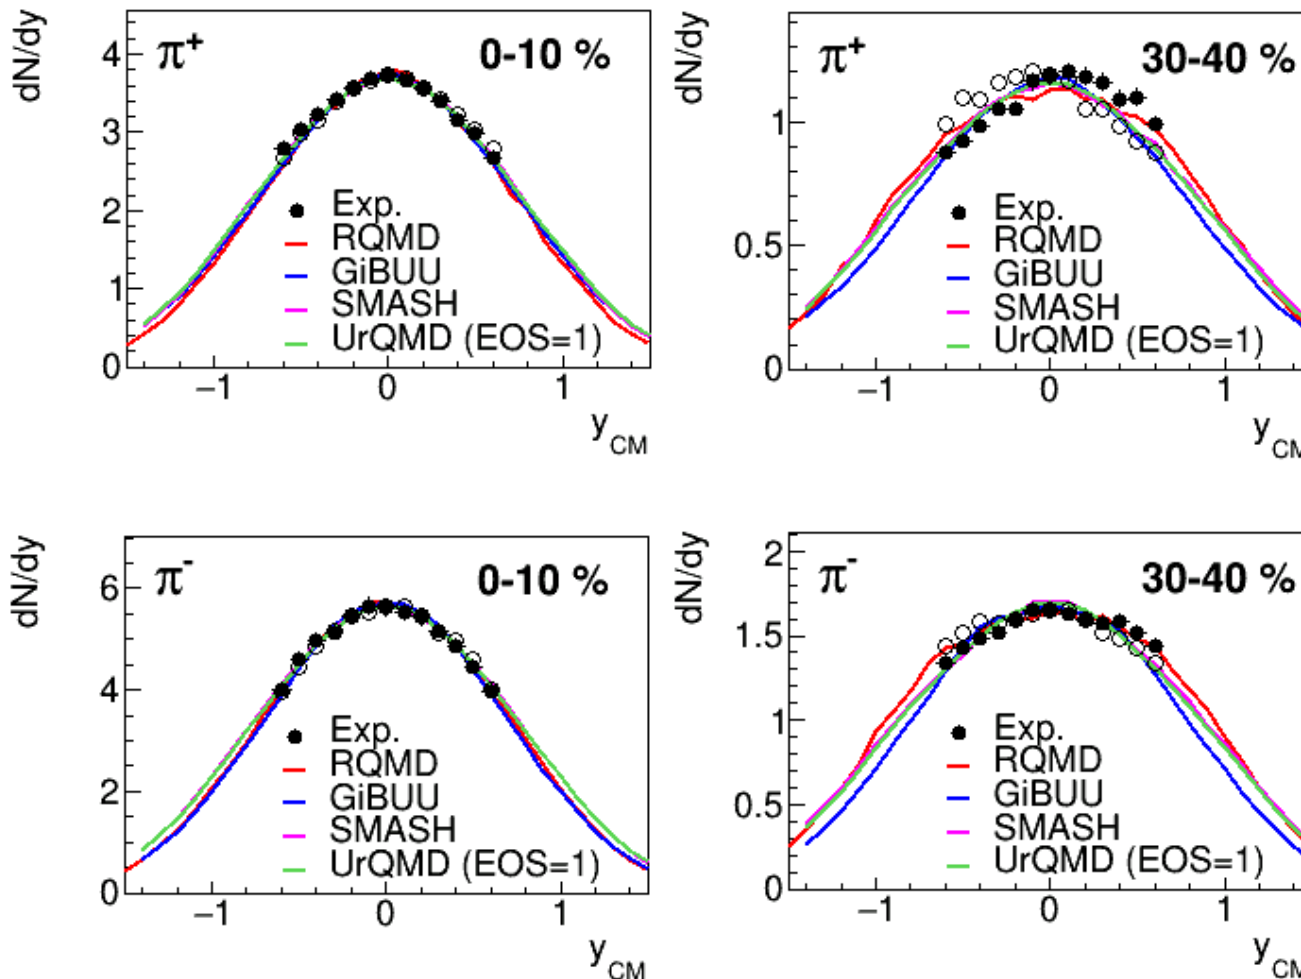 dN/dy
π⁺
0-10 %
4
3
2
1
0
Exp.
RQMD
GiBUU
SMASH
UrQMD (EOS=1)
−1
0
1
y_CM
dN/dy
π⁺
30-40 %
1
0.5
0
Exp.
RQMD
GiBUU
SMASH
UrQMD (EOS=1)
−1
0
1
y_CM
dN/dy
π⁻
0-10 %
6
4
2
0
Exp.
RQMD
GiBUU
SMASH
UrQMD (EOS=1)
−1
0
1
y_CM
dN/dy
π⁻
30-40 %
2
1.5
1
0.5
0
Exp.
RQMD
GiBUU
SMASH
UrQMD (EOS=1)
−1
0
1
y_CM